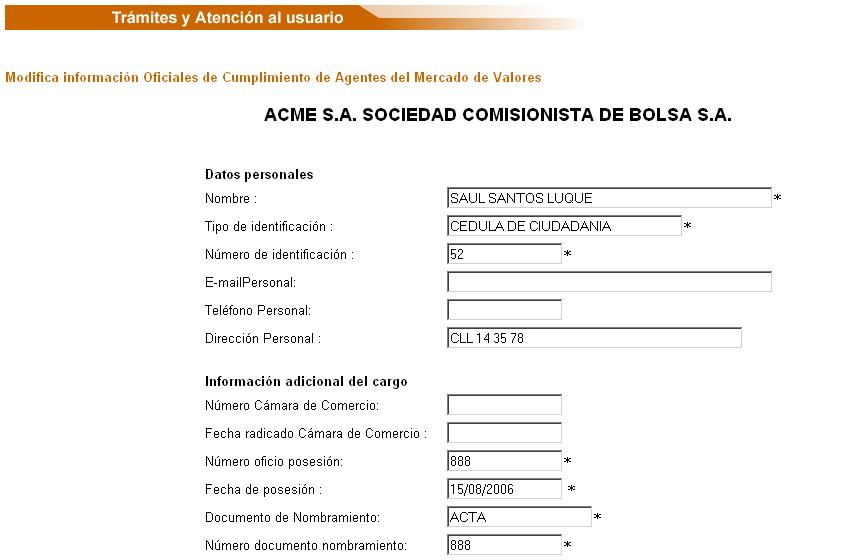 Trámites y Atención al usuario
Modifica información Oficiales de Cumplimiento de Agentes del Mercado de Valores
ACME S.A. SOCIEDAD COMISIONISTA DE BOLSA S.A.
Datos personales
Nombre : SAUL SANTOS LUQUE *
Tipo de identificación : CEDULA DE CIUDADANIA *
Número de identificación : 52 *
E-mailPersonal:
Teléfono Personal:
Dirección Personal : CLL 14 35 78
Información adicional del cargo
Número Cámara de Comercio:
Fecha radicado Cámara de Comercio :
Número oficio posesión: 888 *
Fecha de posesión : 15/08/2006 *
Documento de Nombramiento: ACTA *
Número documento nombramiento: 888 *